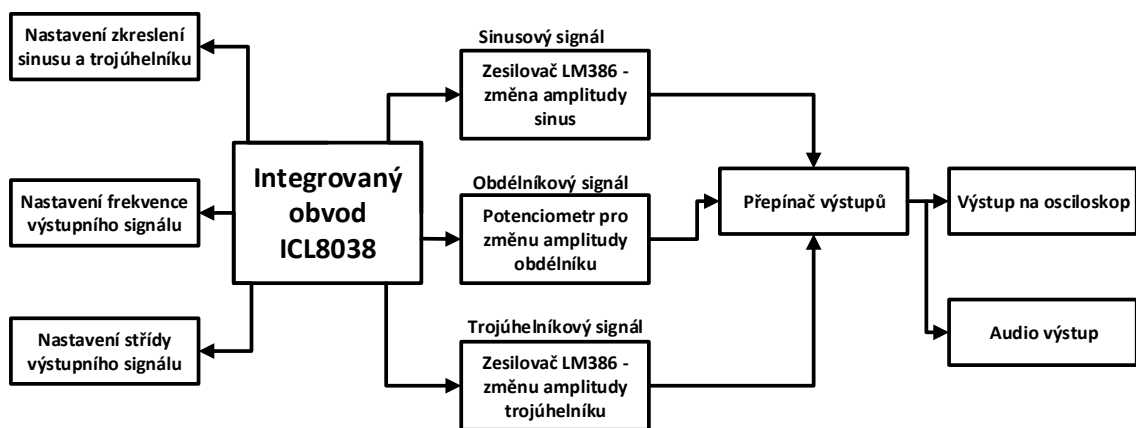 Nastavení zkreslení
sinusu a trojúhelníku
Nastavení frekvence
výstupního signálu
Nastavení střídy
výstupního signálu
Integrovaný
obvod
ICL8038
Sinusový signál
Zesilovač LM386 -
změna amplitudy
sinus
Obdélníkový signál
Potenciometr pro
změnu amplitudy
obdélníku
Trojúhelníkový signál
Zesilovač LM386 -
změnu amplitudy
trojúhelníku
Přepínač výstupů
Výstup na osciloskop
Audio výstup